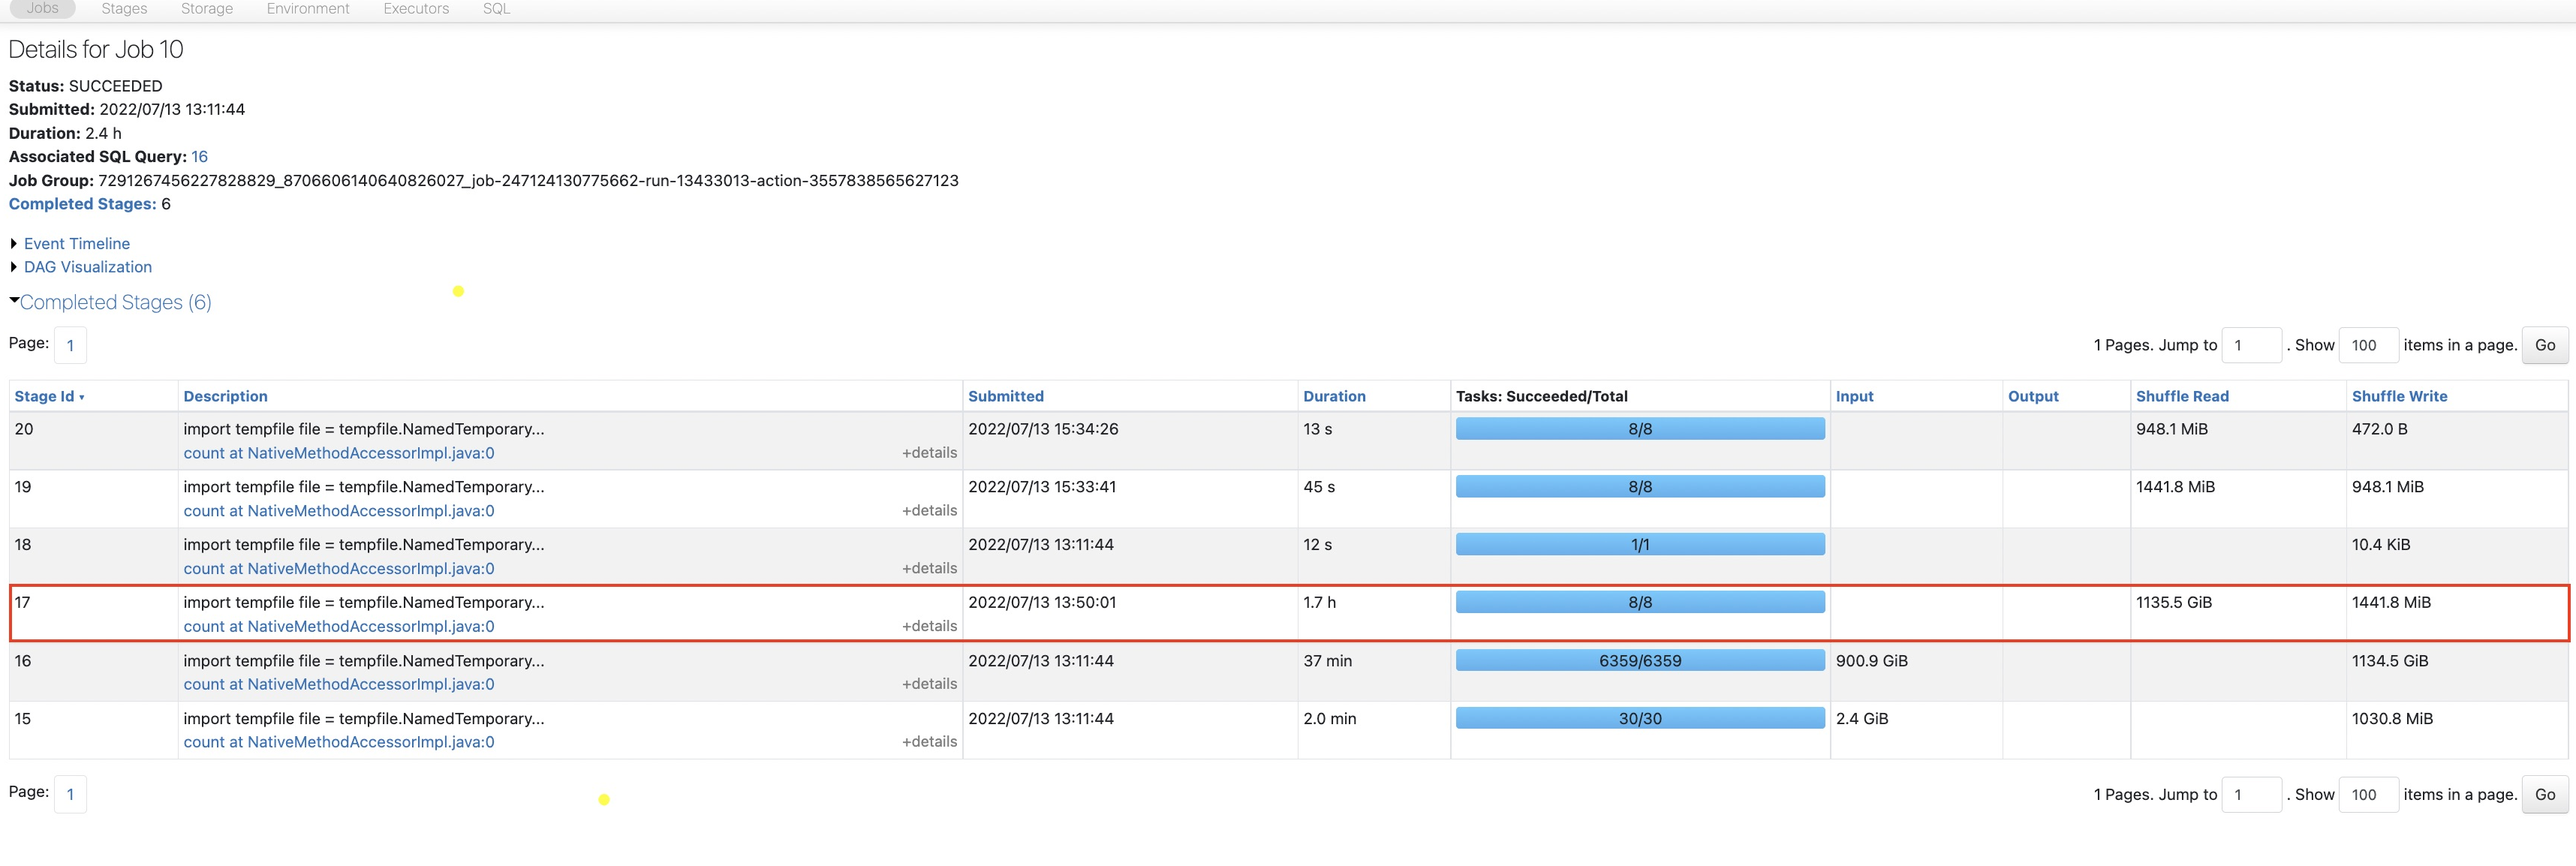 Jobs Stages Storage Environment Executors SQL
Details for Job 10
Status: SUCCEEDED
Submitted: 2022/07/13 13:11:44
Duration: 2.4 h
Associated SQL Query: 16
Job Group: 7291267456227828829_8706606140640826027_job-247124130775662-run-13433013-action-3557838565627123
Completed Stages: 6
Event Timeline
DAG Visualization
Completed Stages (6)
Page: 1 1 Pages. Jump to 1 . Show 100 items in a page. Go
Stage Id ▾ Description Submitted Duration Tasks: Succeeded/Total Input Output Shuffle Read Shuffle Write
20 import tempfile file = tempfile.NamedTemporary... 2022/07/13 15:34:26 13 s 8/8 948.1 MiB 472.0 B
count at NativeMethodAccessorImpl.java:0 +details
19 import tempfile file = tempfile.NamedTemporary... 2022/07/13 15:33:41 45 s 8/8 1441.8 MiB 948.1 MiB
count at NativeMethodAccessorImpl.java:0 +details
18 import tempfile file = tempfile.NamedTemporary... 2022/07/13 13:11:44 12 s 1/1 10.4 KiB
count at NativeMethodAccessorImpl.java:0 +details
17 import tempfile file = tempfile.NamedTemporary... 2022/07/13 13:50:01 1.7 h 8/8 1135.5 GiB 1441.8 MiB
count at NativeMethodAccessorImpl.java:0 +details
16 import tempfile file = tempfile.NamedTemporary... 2022/07/13 13:11:44 37 min 6359/6359 900.9 GiB 1134.5 GiB
count at NativeMethodAccessorImpl.java:0 +details
15 import tempfile file = tempfile.NamedTemporary... 2022/07/13 13:11:44 2.0 min 30/30 2.4 GiB 1030.8 MiB
count at NativeMethodAccessorImpl.java:0 +details
Page: 1 1 Pages. Jump to 1 . Show 100 items in a page. Go